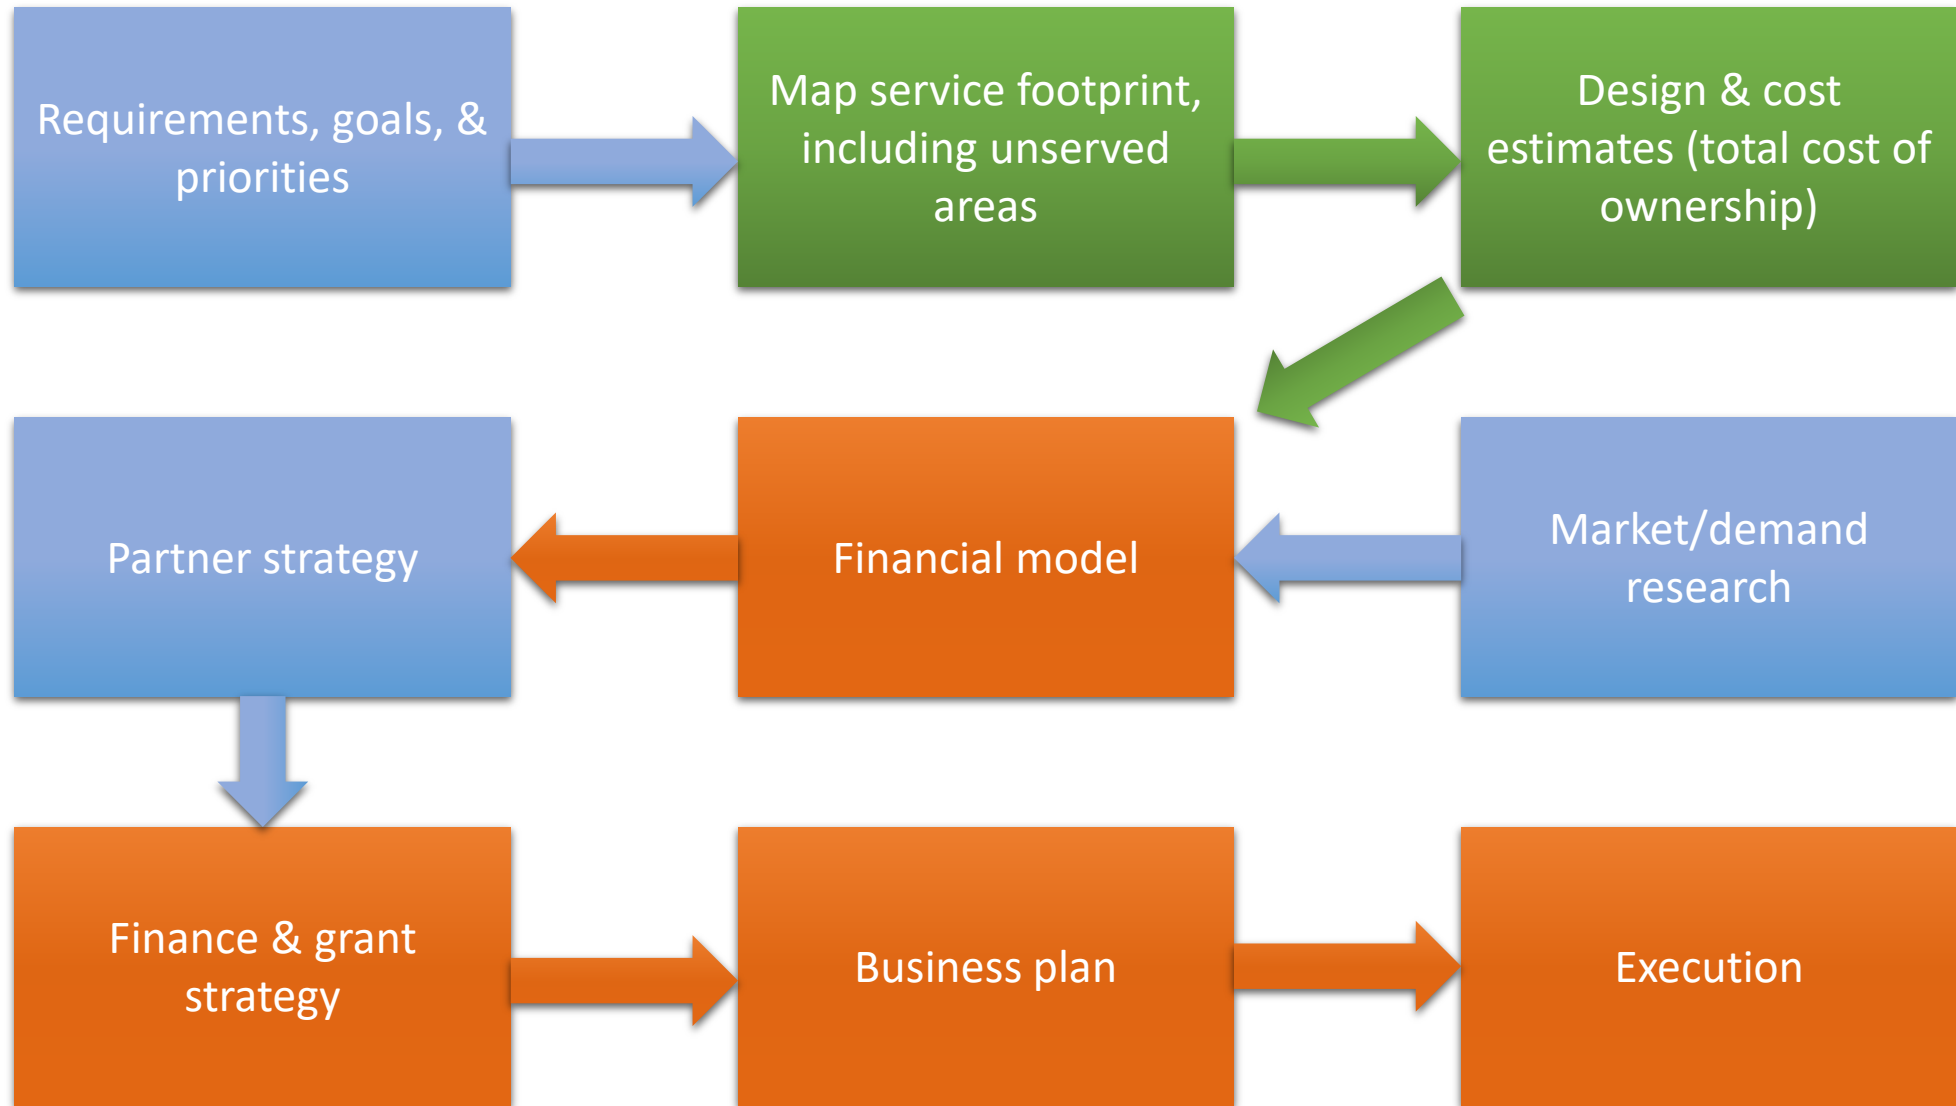 Requirements, goals, &
priorities
Map service footprint,
including unserved
areas
Design & cost
estimates (total cost of
ownership)
Partner strategy
Financial model
Market/demand
research
Finance & grant
strategy
Business plan
Execution